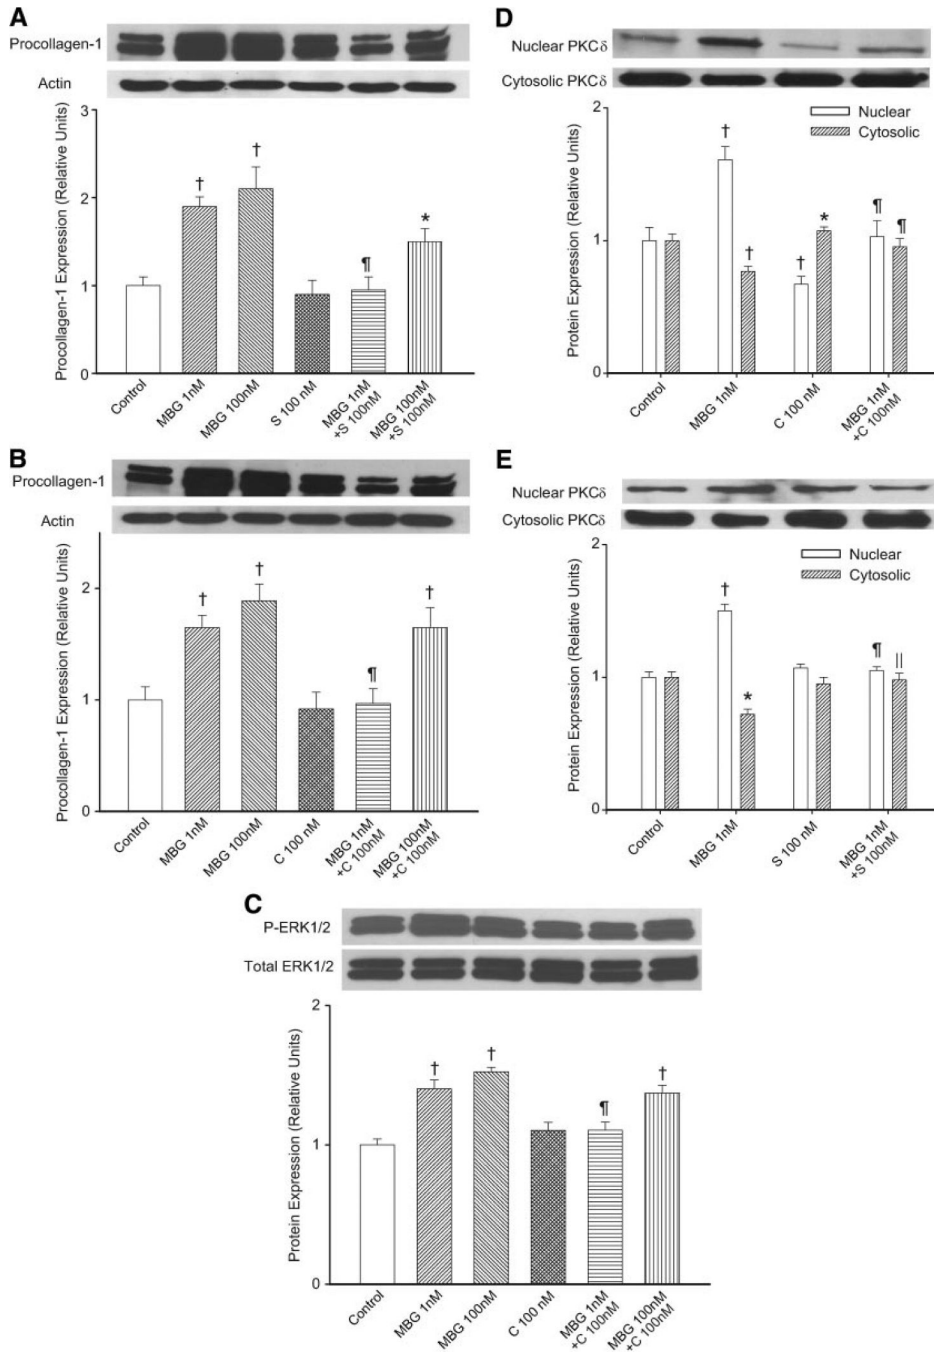 A
Procollagen-1
Actin
Procollagen-1 Expression (Relative Units)
3
2
1
0
†
†
¶
*
Control
MBG 1nM
MBG 100nM
S 100 nM
MBG 1nM
+S 100nM
MBG 100nM
+S 100nM
B
Procollagen-1
Actin
Procollagen-1 Expression (Relative Units)
2
1
0
†
†
¶
†
Control
MBG 1nM
MBG 100nM
C 100 nM
MBG 1nM
+C 100nM
MBG 100nM
+C 100nM
C
P-ERK1/2
Total ERK1/2
Protein Expression (Relative Units)
2
1
0
†
†
¶
†
Control
MBG 1nM
MBG 100nM
C 100 nM
MBG 1nM
+C 100nM
MBG 100nM
+C 100nM
D
Nuclear PKCδ
Cytosolic PKCδ
Protein Expression (Relative Units)
2
1
0
Nuclear
Cytosolic
†
†
†
*
¶
¶
Control
MBG 1nM
C 100 nM
MBG 1nM
+C 100nM
E
Nuclear PKCδ
Cytosolic PKCδ
Protein Expression (Relative Units)
2
1
0
Nuclear
Cytosolic
†
*
¶
||
Control
MBG 1nM
S 100 nM
MBG 1nM
+S 100nM